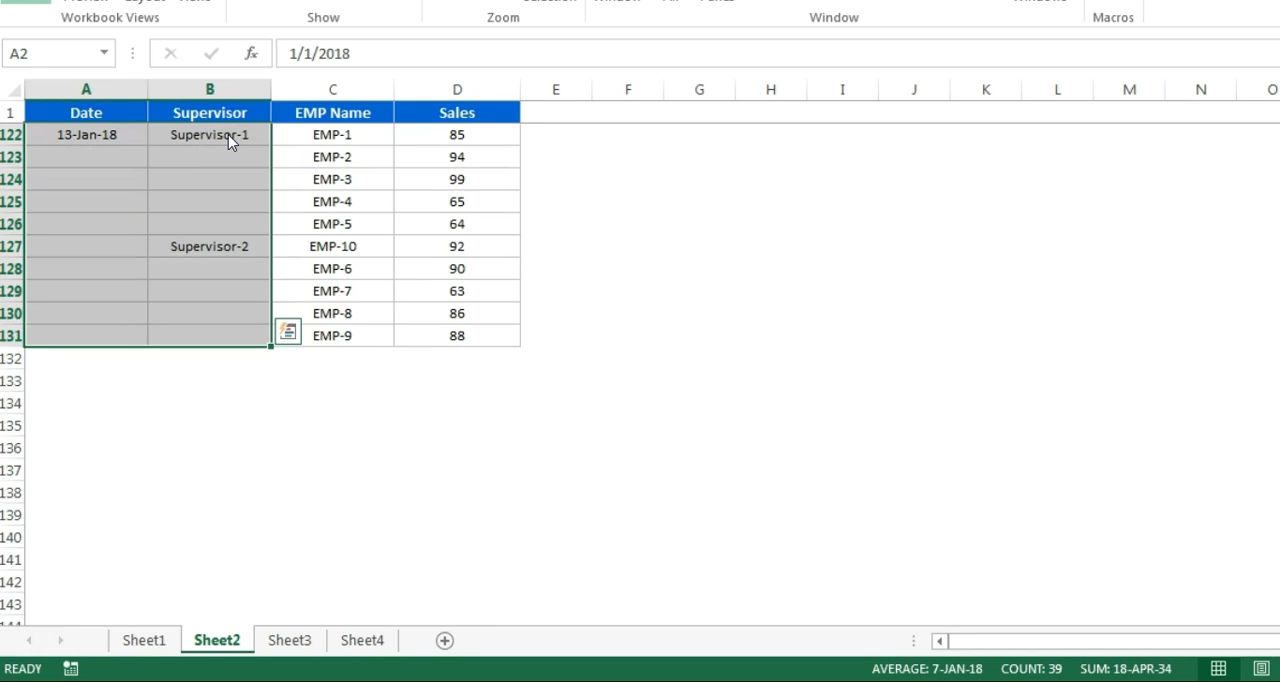 Workbook Views Show Zoom Window Macros
A2 fx 1/1/2018
A B C D E F G H I J K L M N O
1 Date Supervisor EMP Name Sales
122 13-Jan-18 Supervisor-1 EMP-1 85
123 EMP-2 94
124 EMP-3 99
125 EMP-4 65
126 EMP-5 64
127 Supervisor-2 EMP-10 92
128 EMP-6 90
129 EMP-7 63
130 EMP-8 86
131 EMP-9 88
132
133
134
135
136
137
138
139
140
141
142
143
Sheet1 Sheet2 Sheet3 Sheet4
READY AVERAGE: 7-JAN-18 COUNT: 39 SUM: 18-APR-34